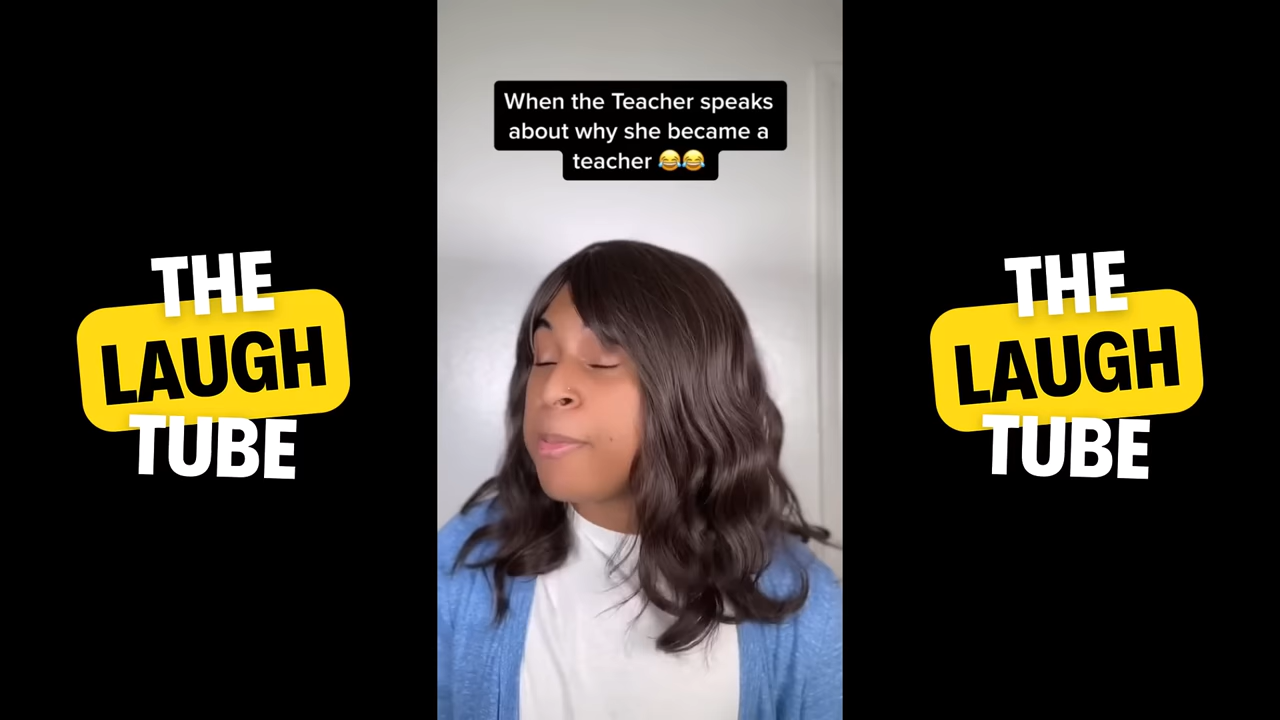 When the Teacher speaks
about why she became a
teacher 😂😂
THE
LAUGH
TUBE
THE
LAUGH
TUBE